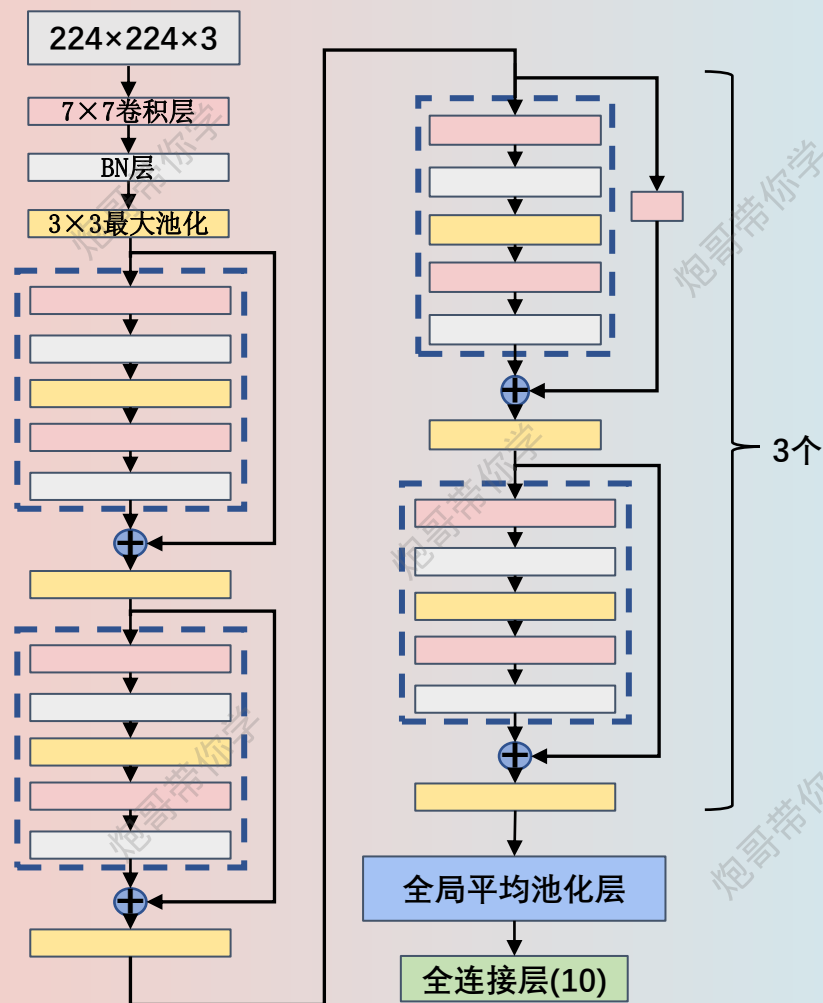 224×224×3
7×7卷积层
BN层
3×3最大池化
3个
全局平均池化层
全连接层(10)
炮哥带你学
炮哥带你学
炮哥带你学
炮哥带你学
炮哥带你